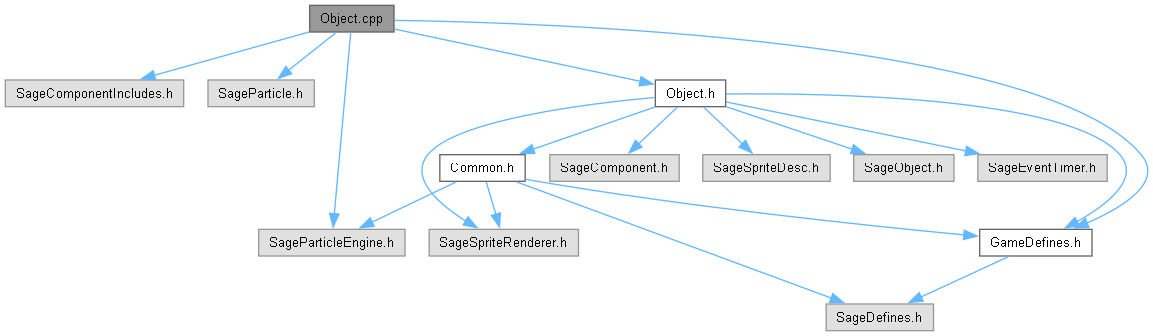 Object.cpp
SageComponentIncludes.h
SageParticle.h
Object.h
Common.h
SageComponent.h
SageSpriteDesc.h
SageObject.h
SageEventTimer.h
SageParticleEngine.h
SageSpriteRenderer.h
GameDefines.h
SageDefines.h